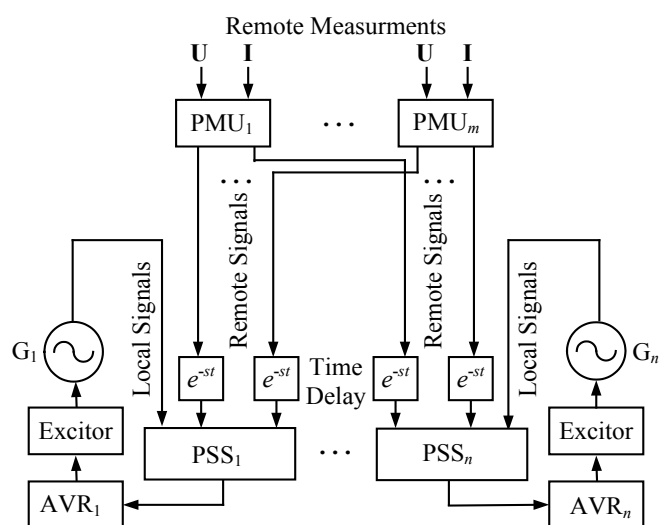 Remote Measurments
U I U I
PMU1 ... PMUm
... ...
Remote Signals
Remote Signals
Local Signals
Local Signals
G1
Gn
e-st e-st Time Delay e-st e-st
Excitor
PSS1 ... PSSn
Excitor
AVR1
AVRn